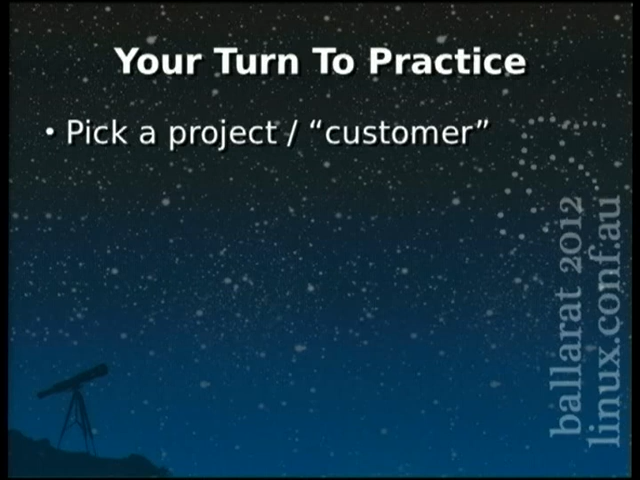 Your Turn To Practice
• Pick a project / “customer”
ballarat 2012
linux.conf.au